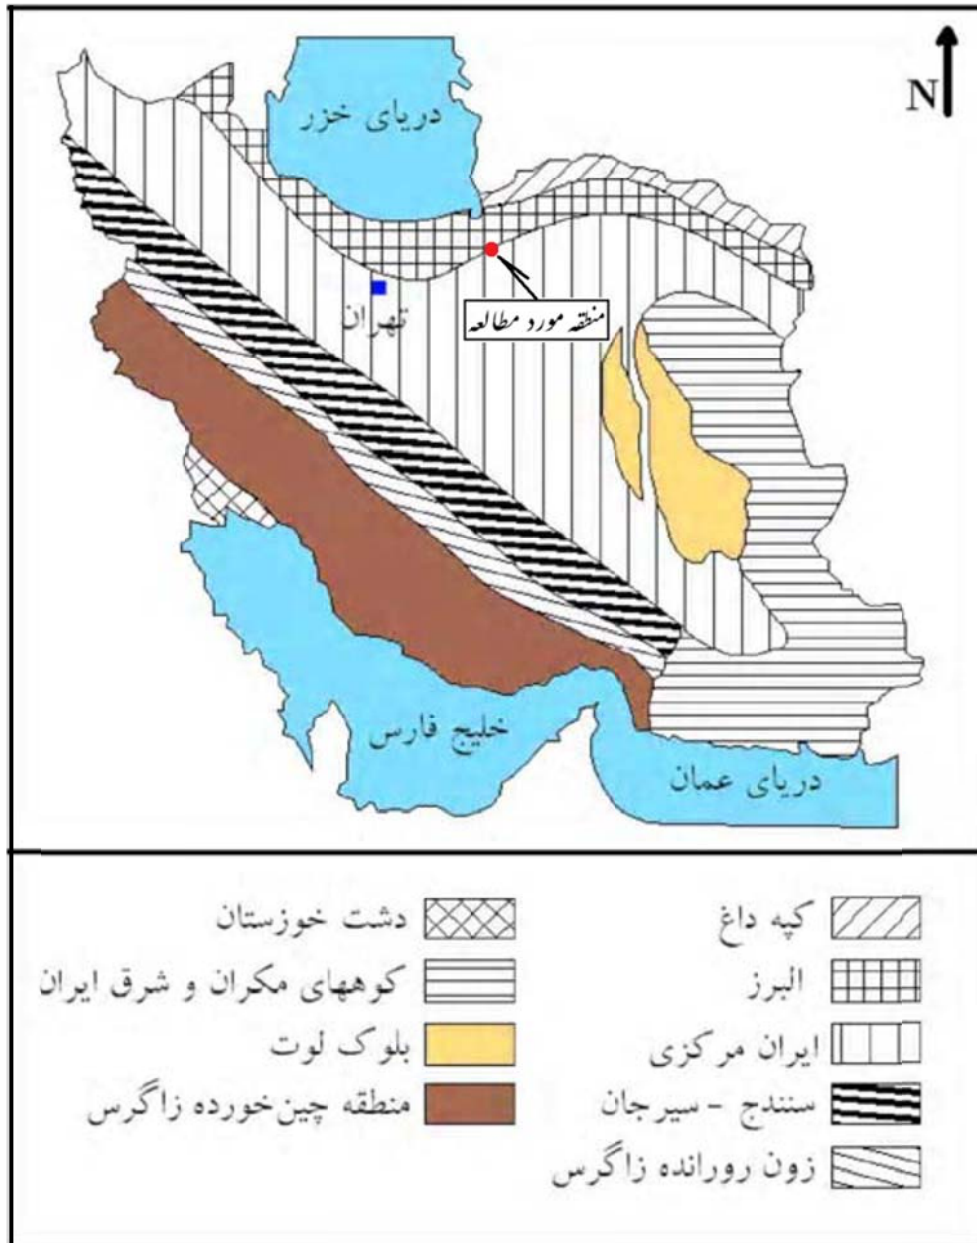 N
دریای خزر
تهران
منطقه مورد مطالعه
خلیج فارس
دریای عمان
کپه داغ
البرز
ایران مرکزی
سنندج - سیرجان
زون رورانده زاگرس
دشت خوزستان
کوههای مکران و شرق ایران
بلوک لوت
منطقه چین‌خورده زاگرس